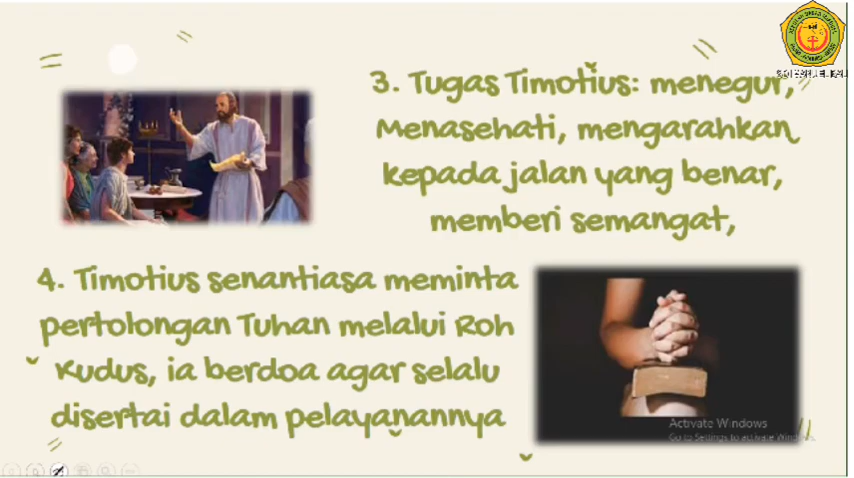 3. Tugas Timotius: menegur,
Menasehati, mengarahkan
kepada jalan yang benar,
memberi semangat,
4. Timotius senantiasa meminta
pertolongan Tuhan melalui Roh
Kudus, ia berdoa agar selalu
disertai dalam pelayanannya
Activate Windows
Go to Settings to activate Windows.